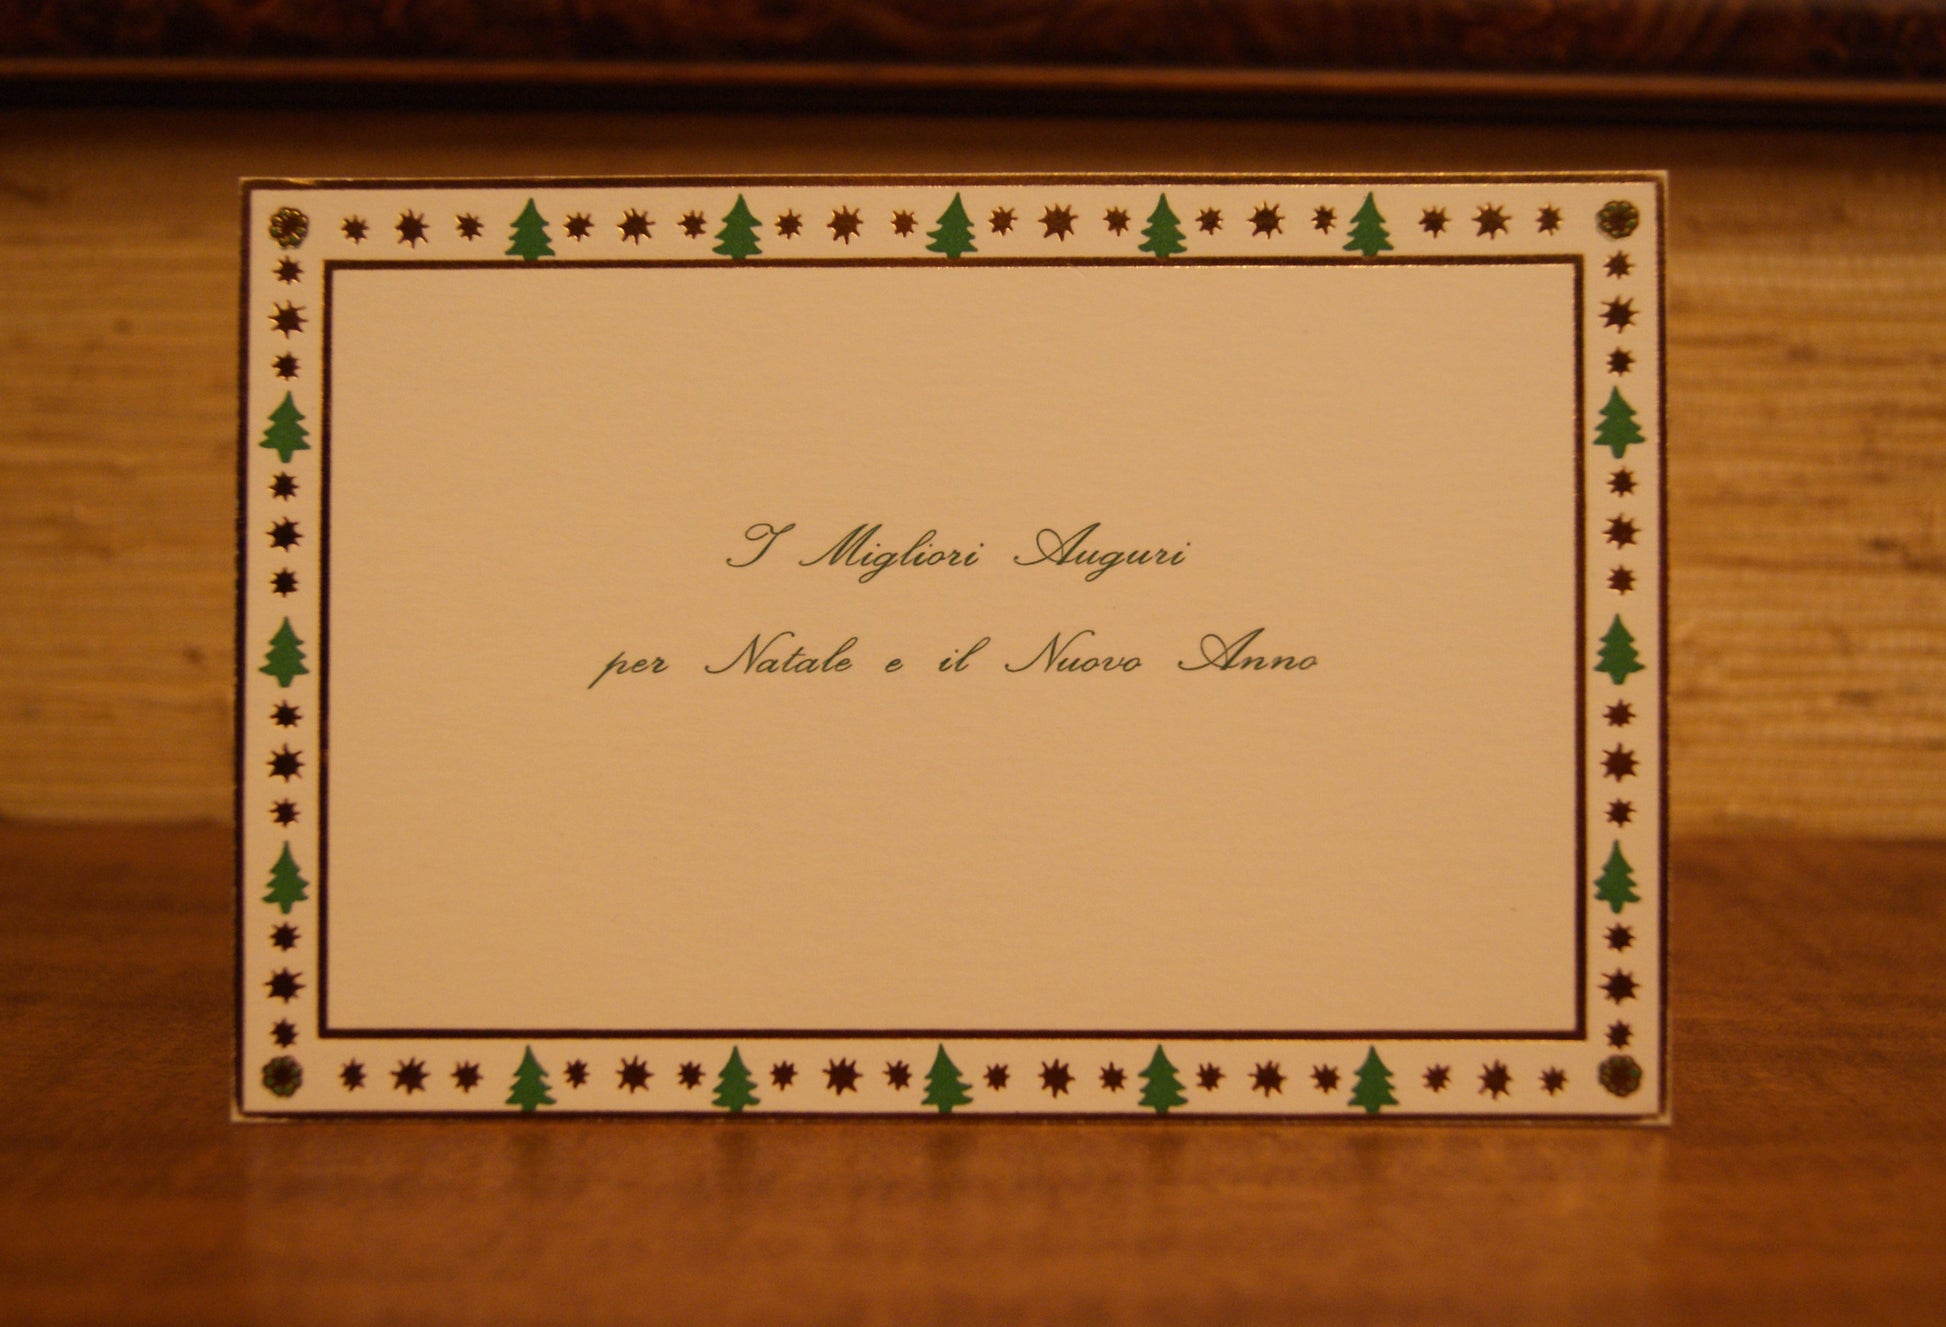 I Migliori Auguri
per Natale e il Nuovo Anno